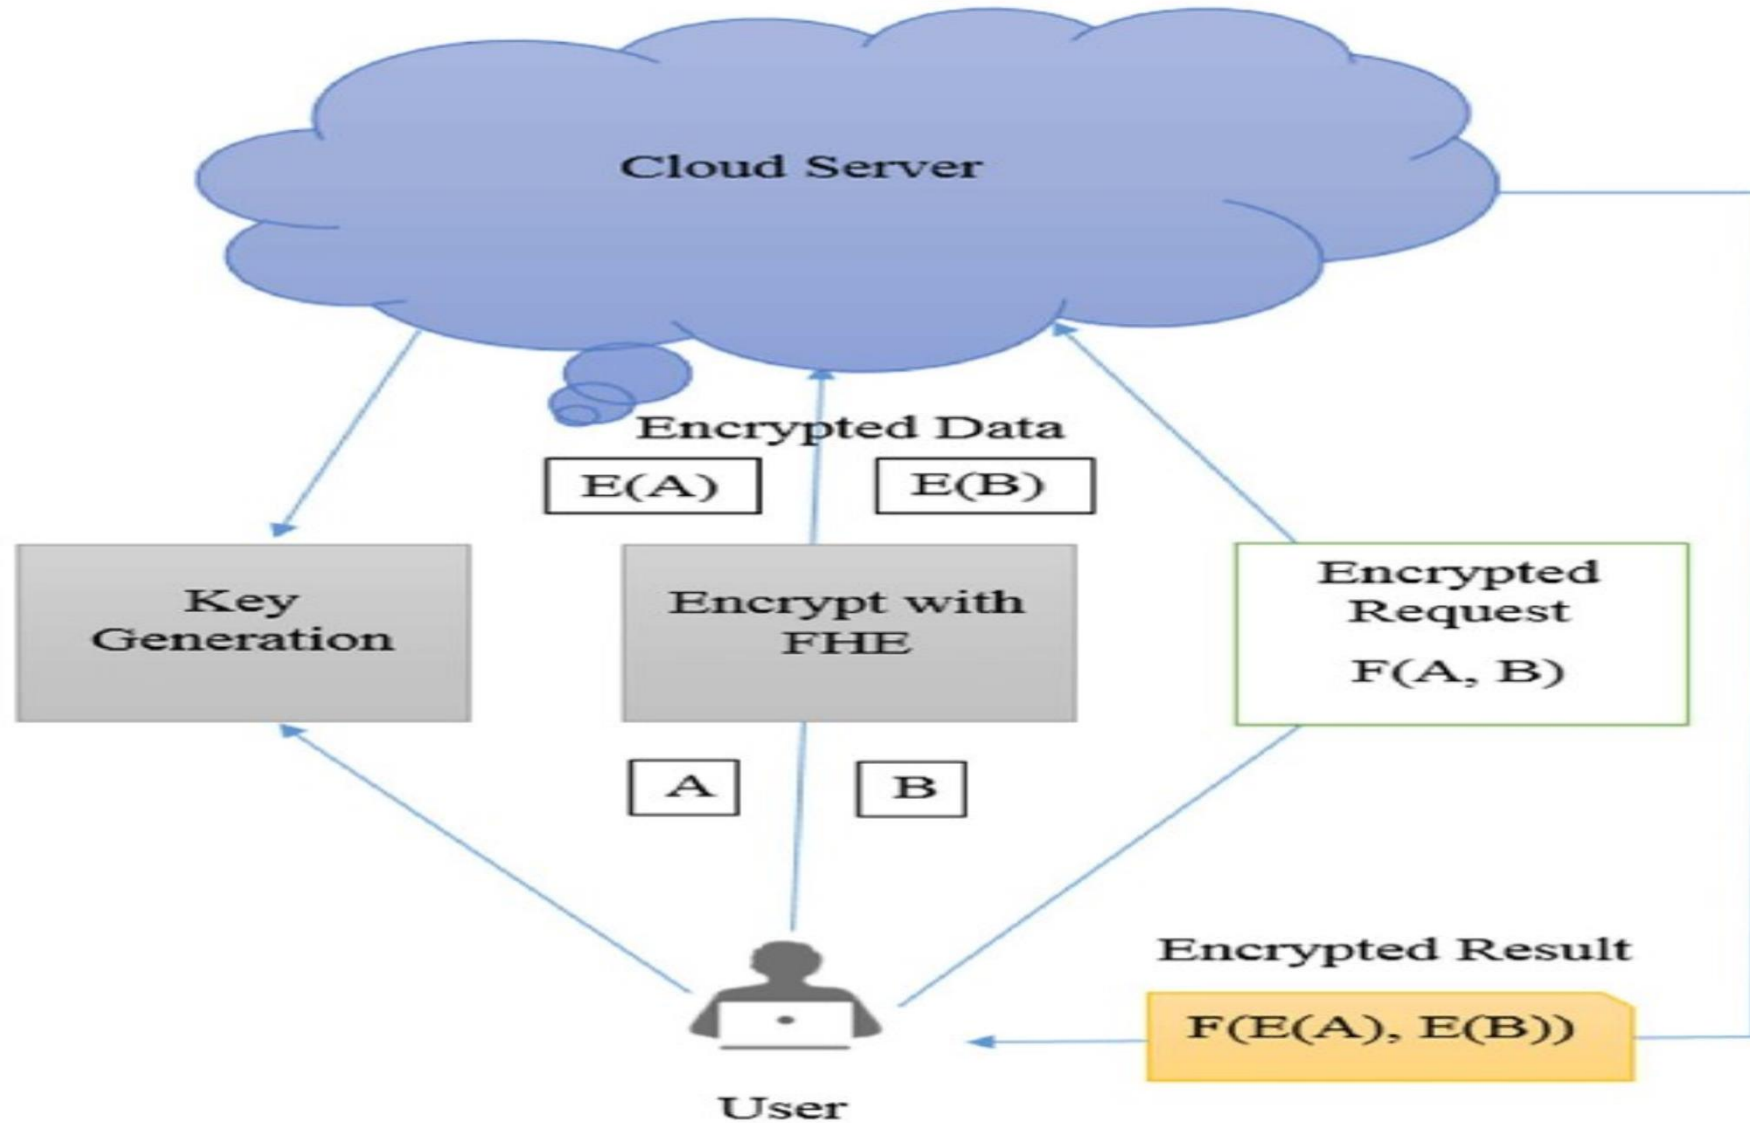 Cloud Server
Encrypted Data
E(A)
E(B)
Key
Generation
Encrypt with
FHE
Encrypted
Request
F(A, B)
A
B
Encrypted Result
F(E(A), E(B))
User